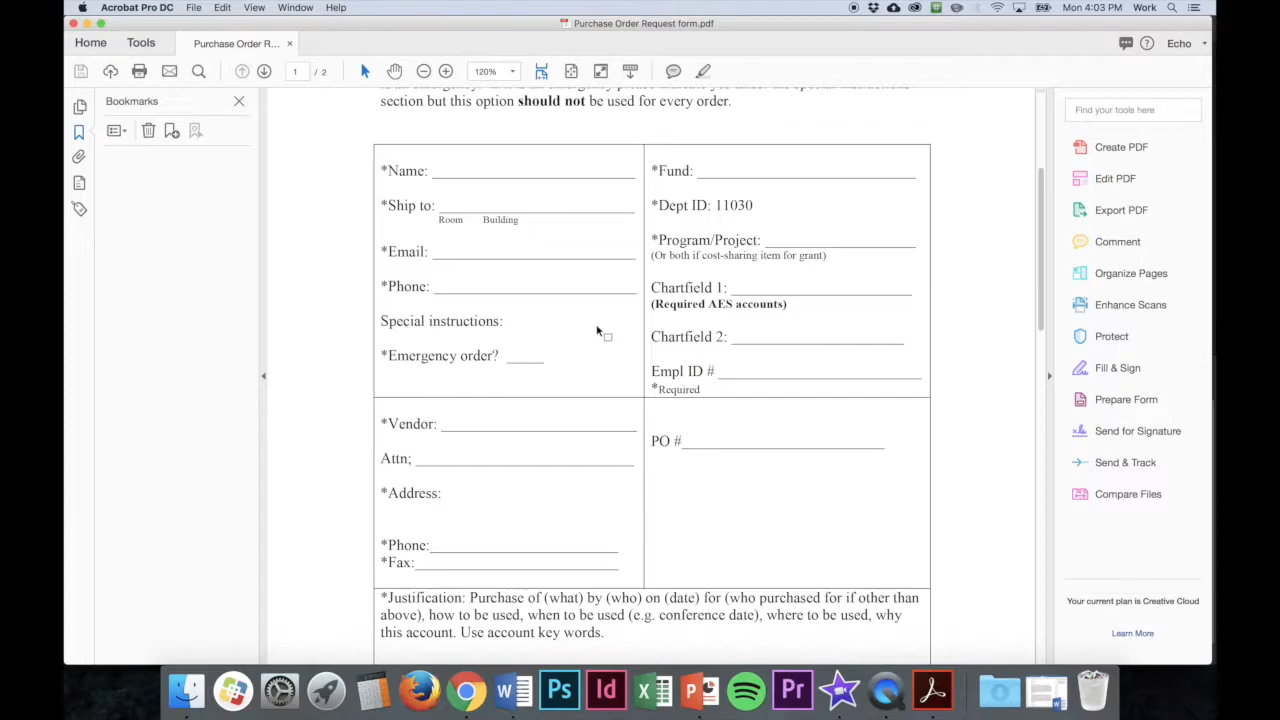 Acrobat Pro DC File Edit View Window Help Mon 4:03 PM Work
Purchase Order Request form.pdf
Home Tools Purchase Order R... × Echo
1 / 2 120%
Bookmarks
section but this option should not be used for every order.
Find your tools here
*Name:
*Fund:
*Ship to:
Room Building
*Dept ID: 11030
*Email:
*Program/Project:
(Or both if cost-sharing item for grant)
*Phone:
Chartfield 1:
(Required AES accounts)
Special instructions:
Chartfield 2:
*Emergency order?
Empl ID #
*Required
*Vendor:
PO #
Attn;
*Address:
*Phone:
*Fax:
*Justification: Purchase of (what) by (who) on (date) for (who purchased for if other than
above), how to be used, when to be used (e.g. conference date), where to be used, why
this account. Use account key words.
Create PDF
Edit PDF
Export PDF
Comment
Organize Pages
Enhance Scans
Protect
Fill & Sign
Prepare Form
Send for Signature
Send & Track
Compare Files
Your current plan is Creative Cloud
Learn More
Ps Id Pr